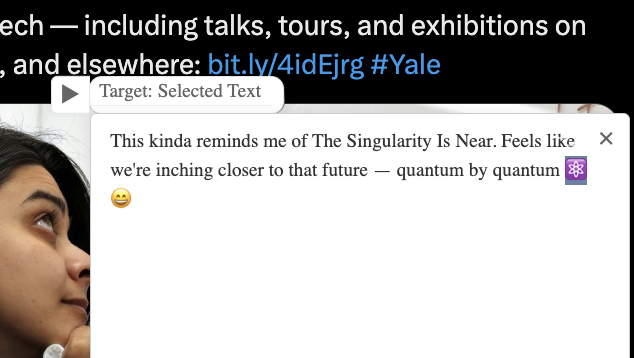 ech — including talks, tours, and exhibitions on
, and elsewhere: bit.ly/4idEjrg #Yale
Target: Selected Text
This kinda reminds me of The Singularity Is Near. Feels like
we're inching closer to that future — quantum by quantum ⚛️
😄